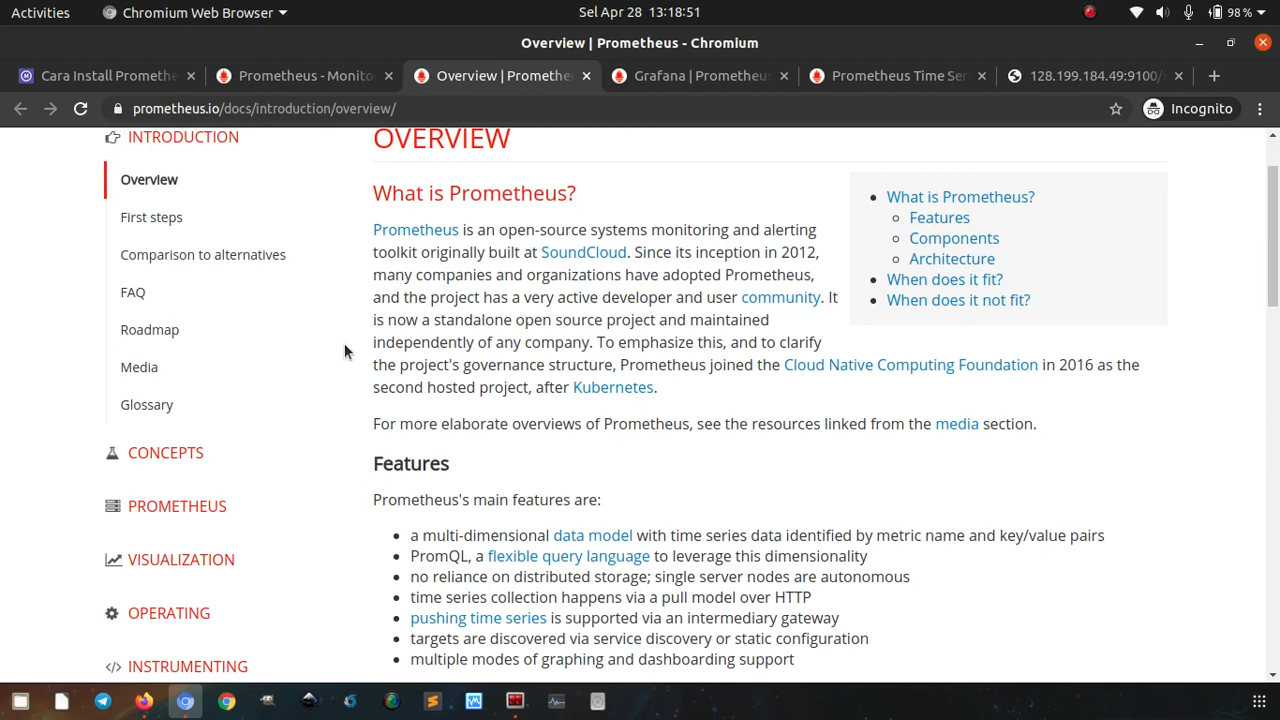 Activities
Chromium Web Browser
Sel Apr 28 13:18:51
98 %
Overview | Prometheus - Chromium
Cara Install Prometh
Prometheus - Monito
Overview | Promethe
Grafana | Prometheus
Prometheus Time Ser
128.199.184.49:9100/
prometheus.io/docs/introduction/overview/
Incognito
INTRODUCTION
Overview
First steps
Comparison to alternatives
FAQ
Roadmap
Media
Glossary
CONCEPTS
PROMETHEUS
VISUALIZATION
OPERATING
INSTRUMENTING
OVERVIEW
What is Prometheus?
Prometheus is an open-source systems monitoring and alerting
toolkit originally built at SoundCloud. Since its inception in 2012,
many companies and organizations have adopted Prometheus,
and the project has a very active developer and user community. It
is now a standalone open source project and maintained
independently of any company. To emphasize this, and to clarify
the project's governance structure, Prometheus joined the Cloud Native Computing Foundation in 2016 as the
second hosted project, after Kubernetes.
For more elaborate overviews of Prometheus, see the resources linked from the media section.
Features
Prometheus's main features are:
• a multi-dimensional data model with time series data identified by metric name and key/value pairs
• PromQL, a flexible query language to leverage this dimensionality
• no reliance on distributed storage; single server nodes are autonomous
• time series collection happens via a pull model over HTTP
• pushing time series is supported via an intermediary gateway
• targets are discovered via service discovery or static configuration
• multiple modes of graphing and dashboarding support
• What is Prometheus?
Features
Components
Architecture
• When does it fit?
• When does it not fit?